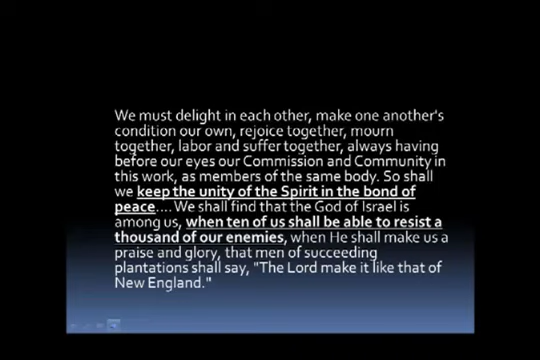 We must delight in each other, make one another's
condition our own, rejoice together, mourn
together, labor and suffer together, always having
before our eyes our Commission and Community in
this work, as members of the same body. So shall
we keep the unity of the Spirit in the bond of
peace.... We shall find that the God of Israel is
among us, when ten of us shall be able to resist a
thousand of our enemies, when He shall make us a
praise and glory, that men of succeeding
plantations shall say, "The Lord make it like that of
New England."